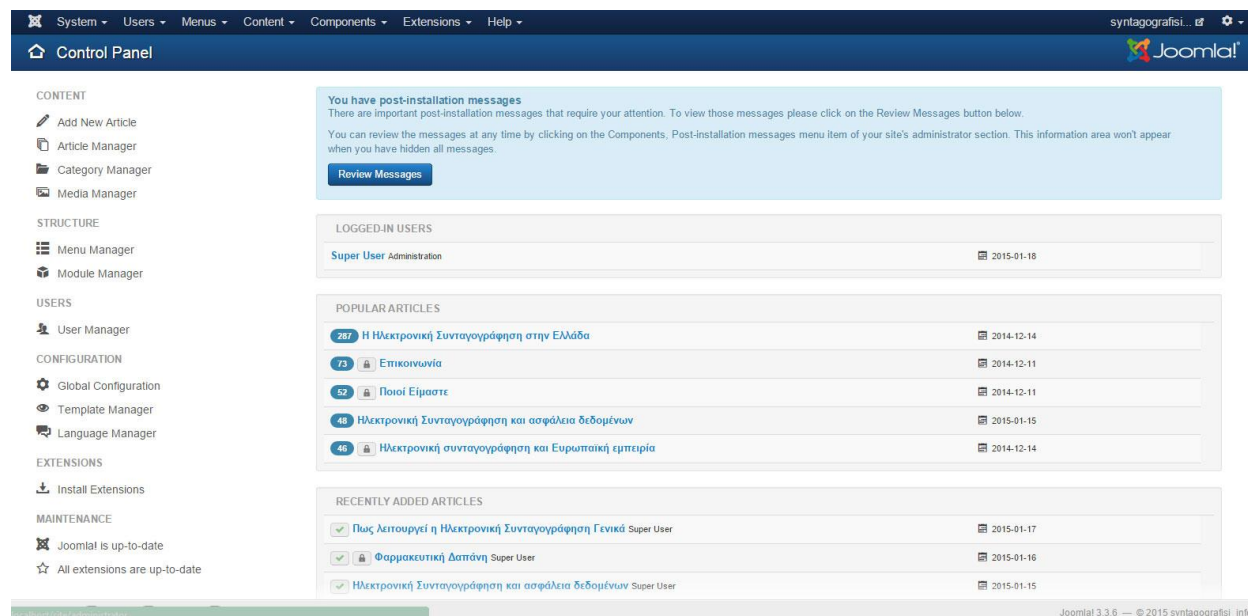 System Users Menus Content Components Extensions Help syntagografisi...
Control Panel Joomla!
CONTENT
Add New Article
Article Manager
Category Manager
Media Manager
STRUCTURE
Menu Manager
Module Manager
USERS
User Manager
CONFIGURATION
Global Configuration
Template Manager
Language Manager
EXTENSIONS
Install Extensions
MAINTENANCE
Joomla! is up-to-date
All extensions are up-to-date
You have post-installation messages
There are important post-installation messages that require your attention. To view those messages please click on the Review Messages button below.
You can review the messages at any time by clicking on the Components, Post-installation messages menu item of your site's administrator section. This information area won't appear
when you have hidden all messages.
Review Messages
LOGGED-IN USERS
Super User Administration 2015-01-18
POPULAR ARTICLES
287 Η Ηλεκτρονική Συνταγογράφηση στην Ελλάδα 2014-12-14
73 Επικοινωνία 2014-12-11
52 Ποιοί Είμαστε 2014-12-11
48 Ηλεκτρονική Συνταγογράφηση και ασφάλεια δεδομένων 2015-01-15
46 Ηλεκτρονική συνταγογράφηση και Ευρωπαϊκή εμπειρία 2014-12-14
RECENTLY ADDED ARTICLES
Πως λειτουργεί η Ηλεκτρονική Συνταγογράφηση Γενικά Super User 2015-01-17
Φαρμακευτική Δαπάνη Super User 2015-01-16
Ηλεκτρονική Συνταγογράφηση και ασφάλεια δεδομένων Super User 2015-01-15
Joomla! 3.3.6 — © 2015 syntagografisi_info